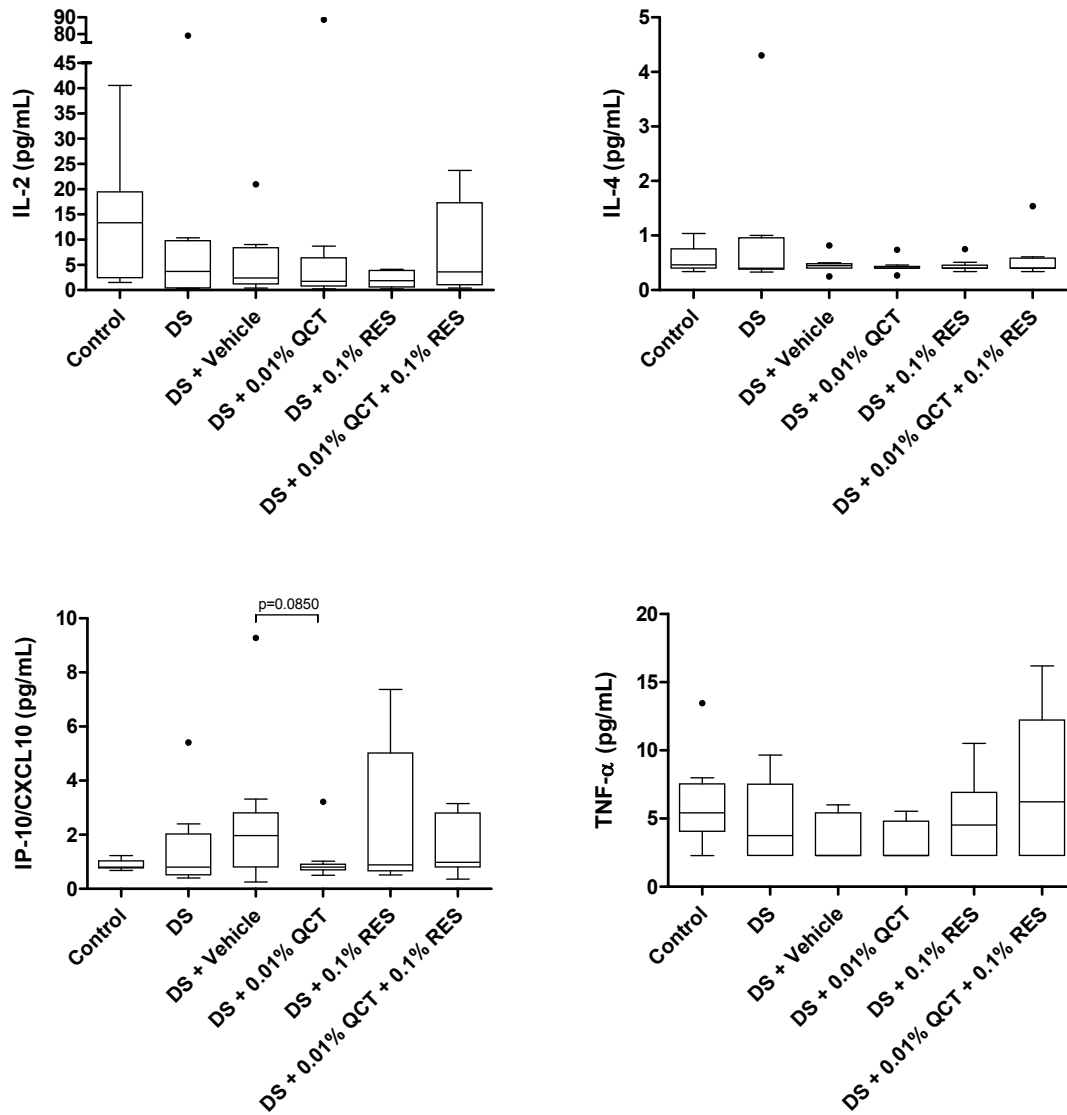 IL-2 (pg/mL)
90
80
45
40
35
30
25
20
15
10
5
0
Control
DS
DS + Vehicle
DS + 0.01% QCT
DS + 0.1% RES
DS + 0.01% QCT + 0.1% RES
IL-4 (pg/mL)
5
4
3
2
1
0
Control
DS
DS + Vehicle
DS + 0.01% QCT
DS + 0.1% RES
DS + 0.01% QCT + 0.1% RES
IP-10/CXCL10 (pg/mL)
10
8
6
4
2
0
p=0.0850
Control
DS
DS + Vehicle
DS + 0.01% QCT
DS + 0.1% RES
DS + 0.01% QCT + 0.1% RES
TNF-α (pg/mL)
20
15
10
5
0
Control
DS
DS + Vehicle
DS + 0.01% QCT
DS + 0.1% RES
DS + 0.01% QCT + 0.1% RES